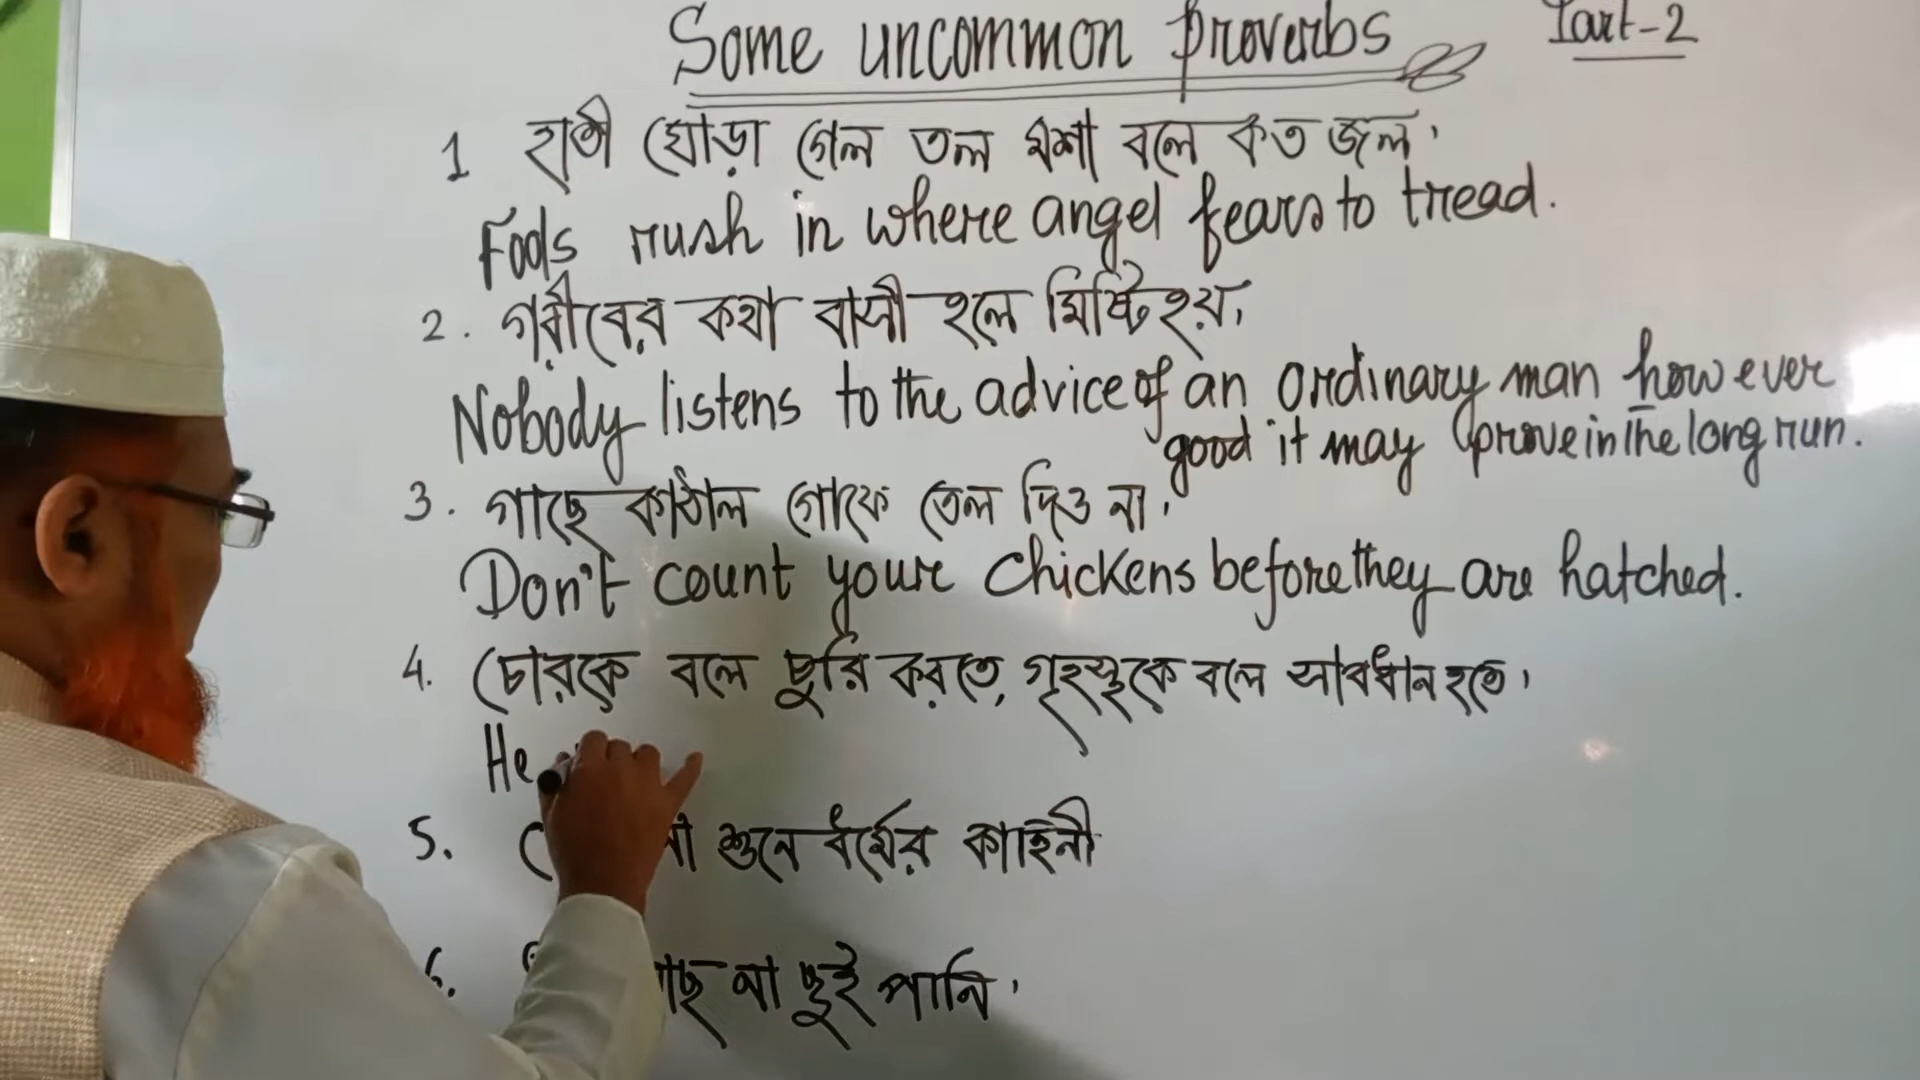 Some uncommon Proverbs
Part-2
1 হাতী ঘোড়া গেল তল মশা বলে কত জল।
Fools rush in where angel fears to tread.
2. গরীবের কথা বাসী হলে মিষ্টি হয়।
Nobody listens to the advice of an ordinary man however
good it may prove in the long run.
3. গাছে কাঠাল গোফে তেল দিও না।
Don't count your chickens before they are hatched.
4. চোরকে বলে চুরি করতে, গৃহস্থকে বলে সাবধান হতে।
He
5. না শুনে ধর্মের কাহিনী
6. না ছুঁই পানি।